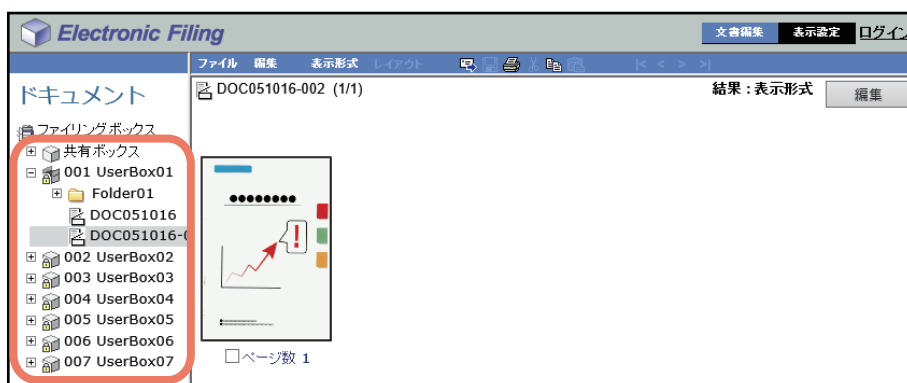 Electronic Filing
文書編集 表示設定 ログイン
ファイル 編集 表示形式 レイアウト |< < > >|
ドキュメント
DOC051016-002 (1/1)
結果 : 表示形式 編集
ファイリングボックス
共有ボックス
001 UserBox01
Folder01
DOC051016
DOC051016-0
002 UserBox02
003 UserBox03
004 UserBox04
005 UserBox05
006 UserBox06
007 UserBox07
!
ページ数 1